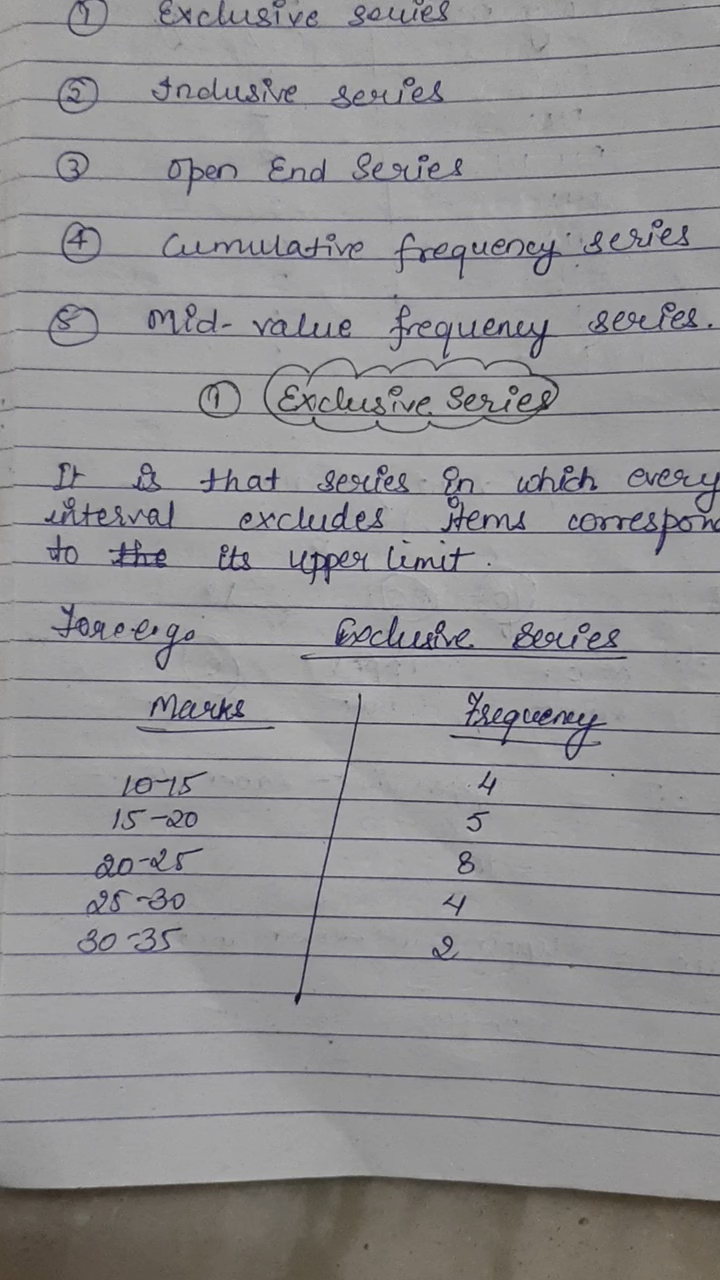 ① Exclusive series
② Inclusive series
③ Open End Series
④ Cumulative frequency series
⑤ Mid-value frequency series.
① Exclusive Series
It is that series in which every
interval excludes items correspon
to the its upper limit.
Exclusive series
Marks Frequency
10-15 4
15-20 5
20-25 8
25-30 4
30-35 2